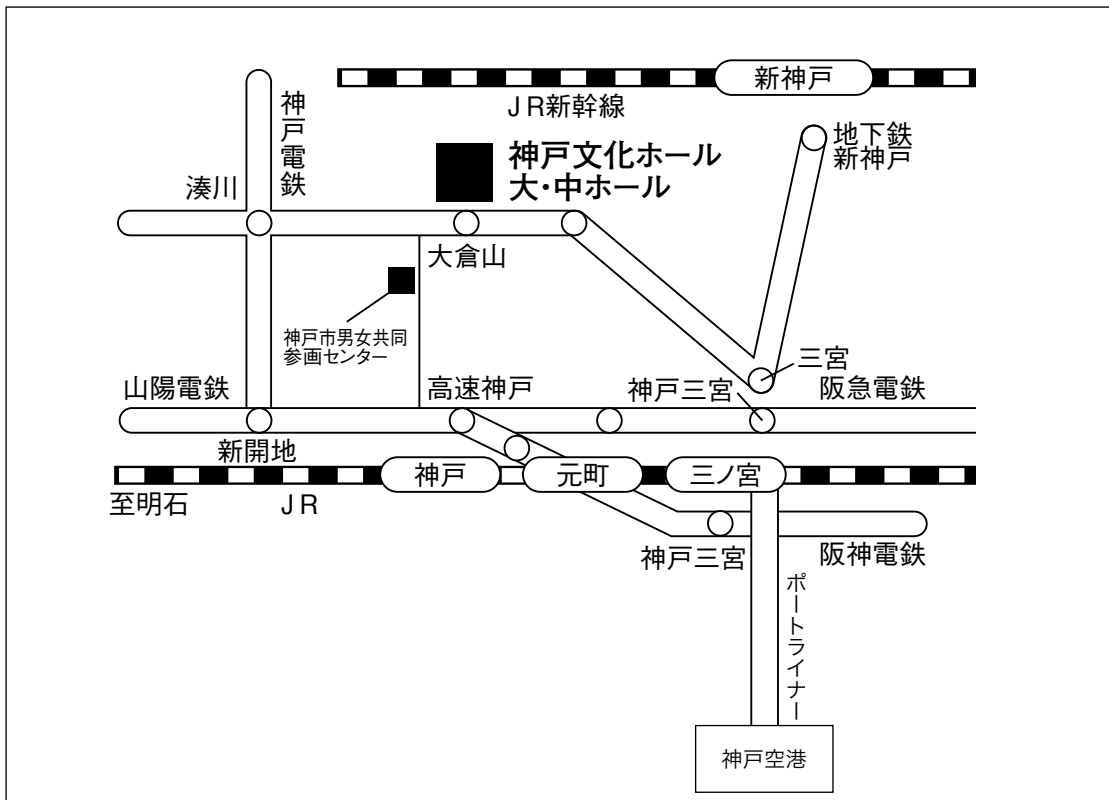 新神戸
JR新幹線
神戸電鉄
地下鉄
新神戸
神戸文化ホール
大・中ホール
湊川
大倉山
神戸市男女共同
参画センター
三宮
山陽電鉄
高速神戸
神戸三宮
阪急電鉄
新開地
神戸
元町
三ノ宮
至明石
JR
神戸三宮
阪神電鉄
ポートライナー
神戸空港